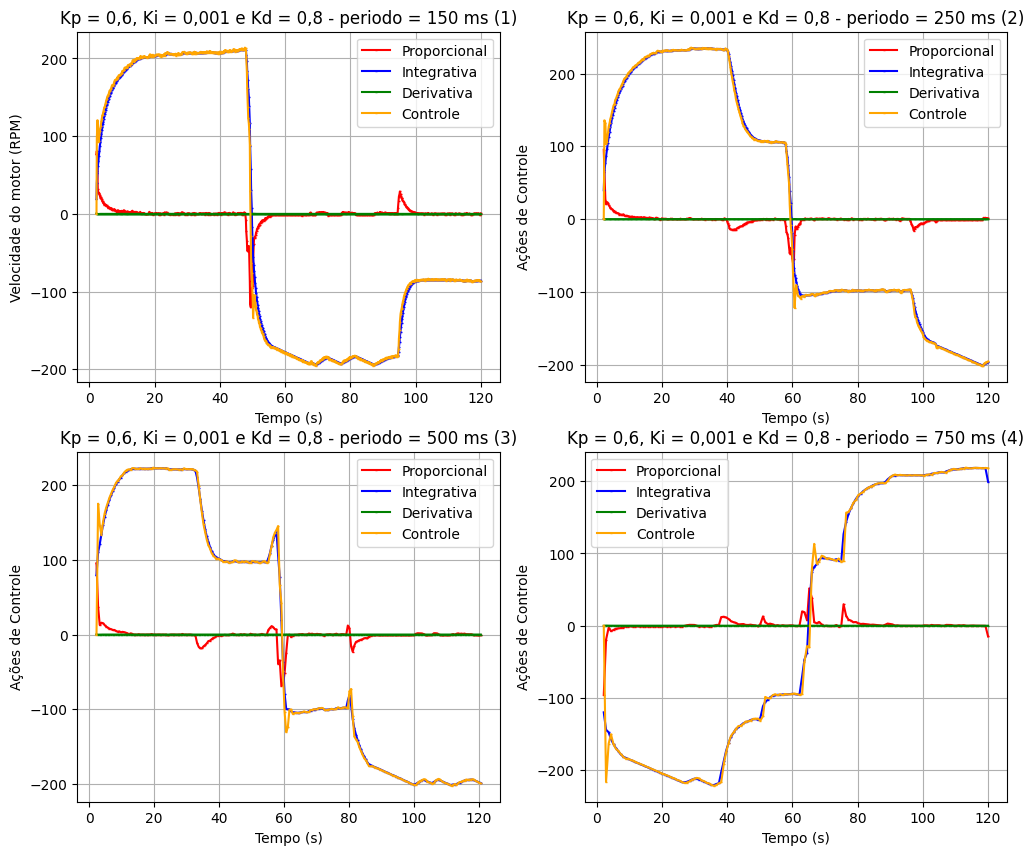 Kp = 0,6, Ki = 0,001 e Kd = 0,8 - periodo = 150 ms (1)
Velocidade do motor (RPM)
200
100
0
−100
−200
Proporcional
Integrativa
Derivativa
Controle
0 20 40 60 80 100 120
Tempo (s)
Kp = 0,6, Ki = 0,001 e Kd = 0,8 - periodo = 250 ms (2)
Ações de Controle
200
100
0
−100
−200
Proporcional
Integrativa
Derivativa
Controle
0 20 40 60 80 100 120
Tempo (s)
Kp = 0,6, Ki = 0,001 e Kd = 0,8 - periodo = 500 ms (3)
Ações de Controle
200
100
0
−100
−200
Proporcional
Integrativa
Derivativa
Controle
0 20 40 60 80 100 120
Tempo (s)
Kp = 0,6, Ki = 0,001 e Kd = 0,8 - periodo = 750 ms (4)
Ações de Controle
200
100
0
−100
−200
Proporcional
Integrativa
Derivativa
Controle
0 20 40 60 80 100 120
Tempo (s)